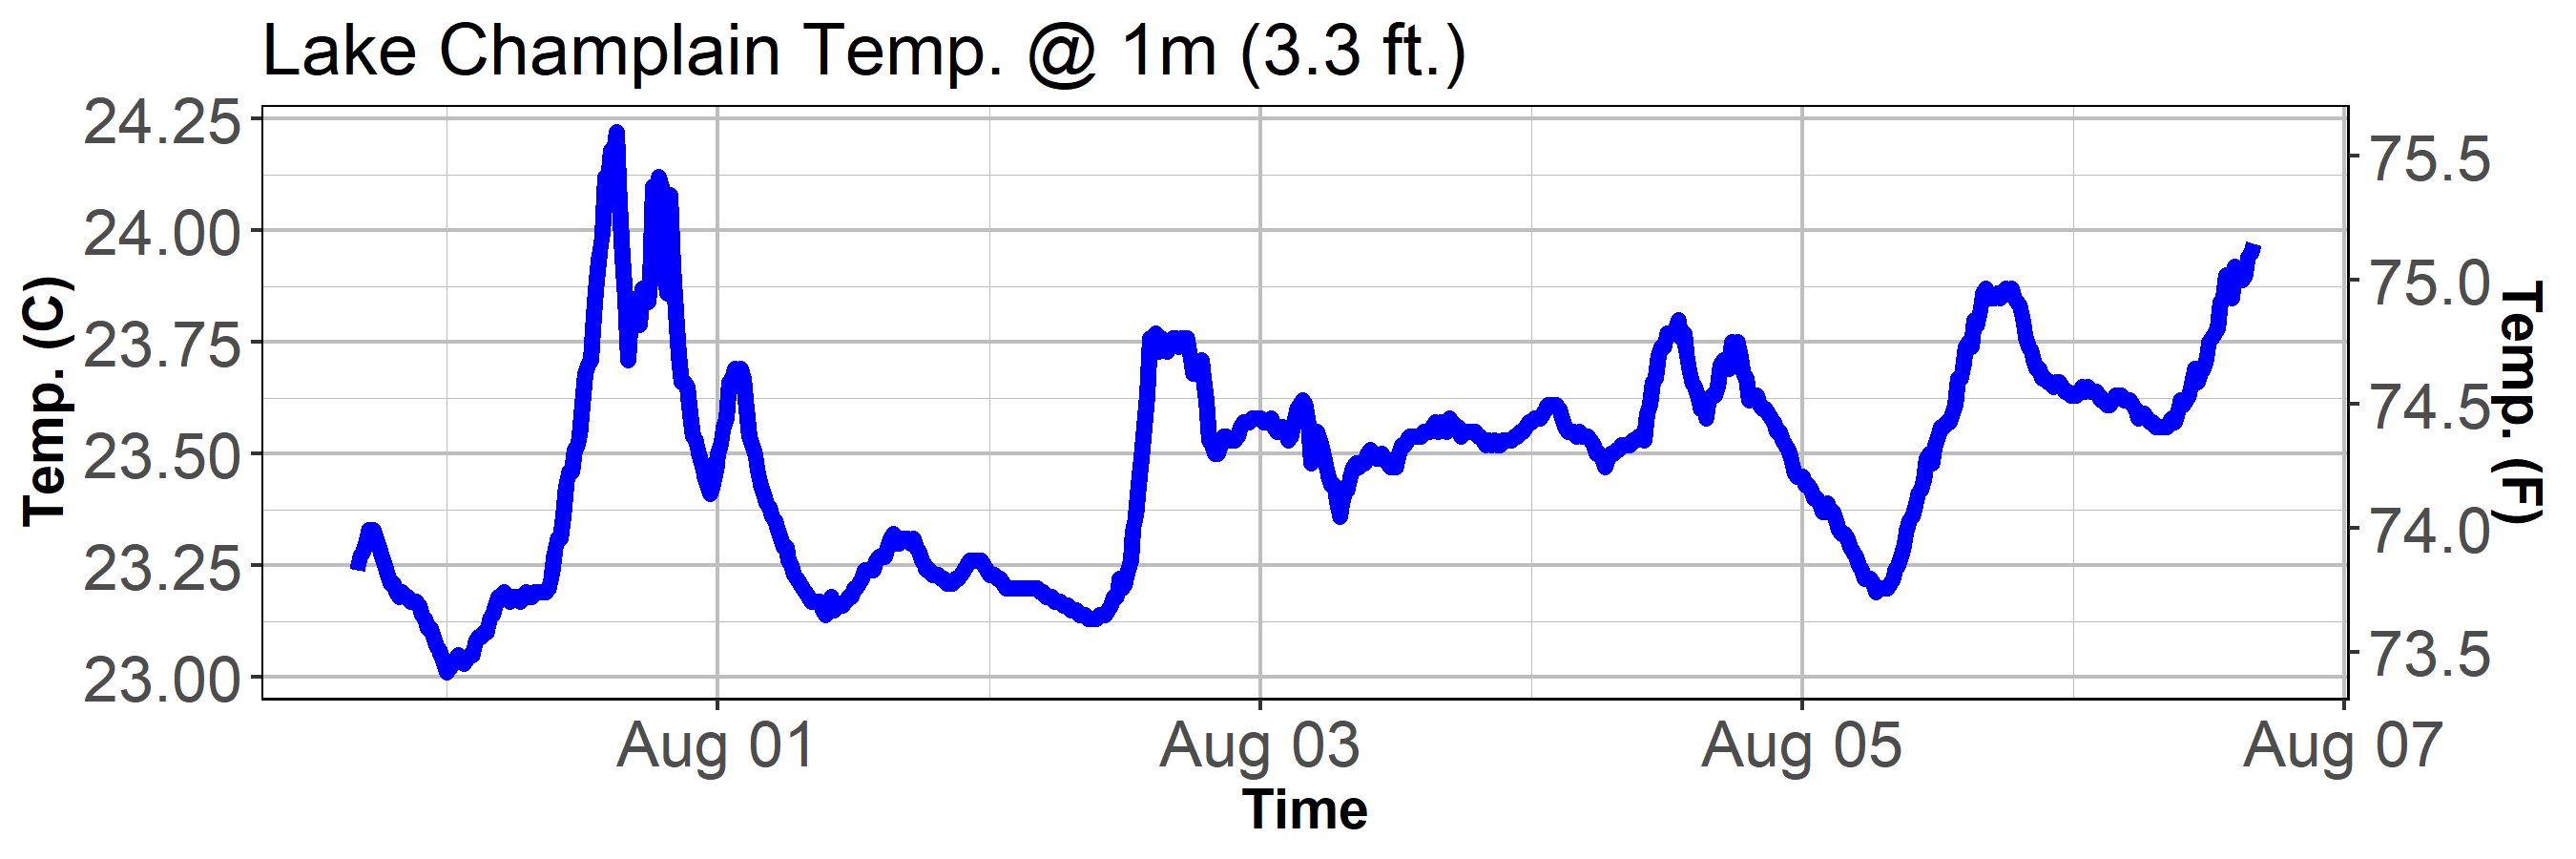 Lake Champlain Temp. @ 1m (3.3 ft.)
Temp. (C)
24.25
24.00
23.75
23.50
23.25
23.00
75.5
75.0
74.5
74.0
73.5
Temp. (F)
Aug 01 Aug 03 Aug 05 Aug 07
Time